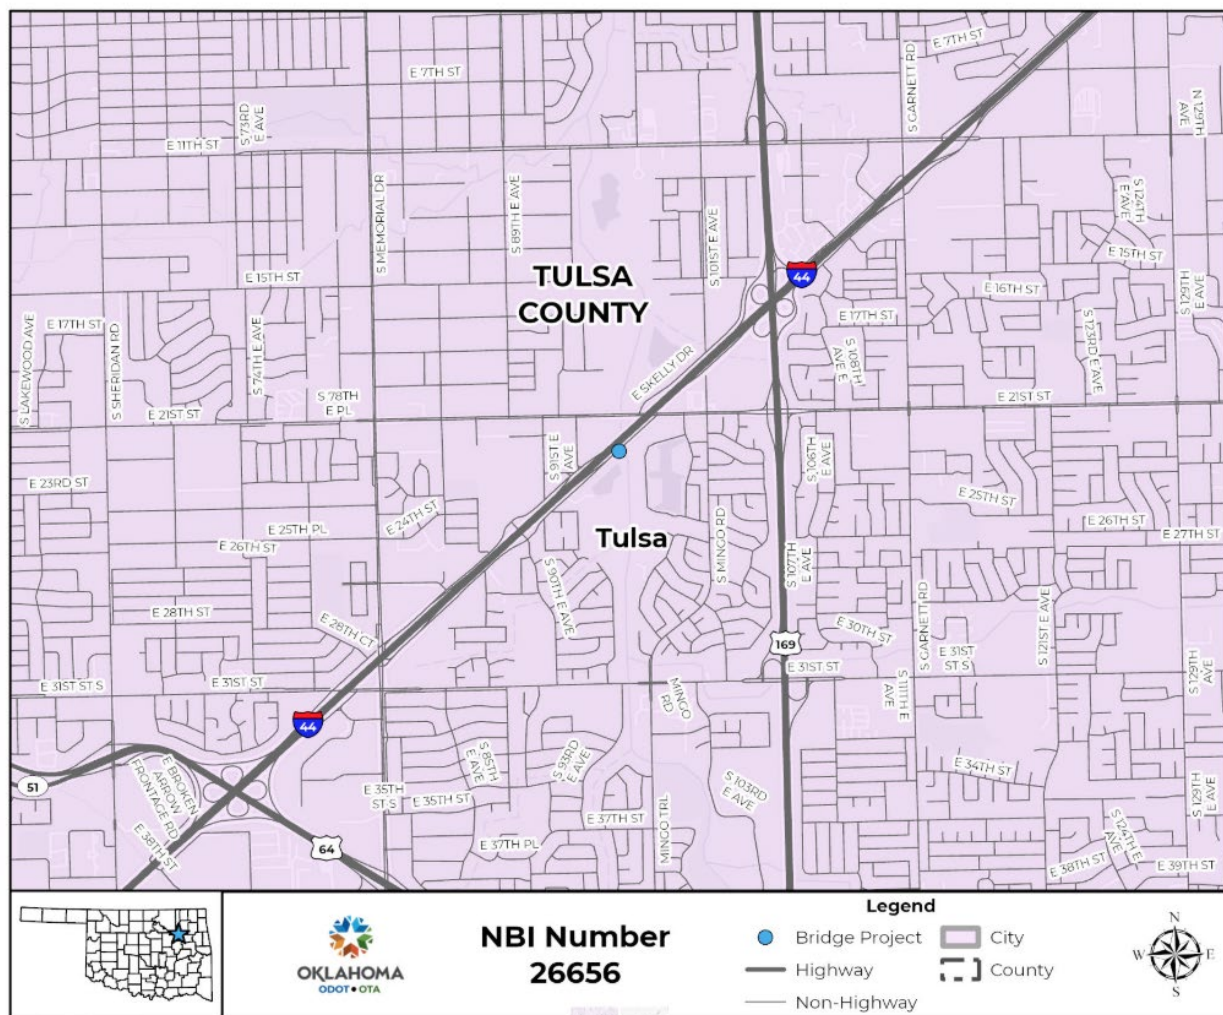 E 7TH ST
E 7TH ST
S GARNETT RD
N 129TH
AVE
S 73RD
E AVE
E 11TH ST
S MEMORIAL DR
S 89TH E AVE
S 101ST E AVE
S 124TH
E AVE
E 15TH ST
E 15TH ST
TULSA
COUNTY
44
E 16TH ST
S 129TH
E AVE
S LAKEWOOD AVE
E 17TH ST
S SHERIDAN RD
S 74TH E AVE
E 17TH ST
S 108TH
AVE E
S 123RD E AVE
E SKELLY DR
S 78TH
E PL
E 21ST ST
E 21ST ST
S 91ST E
AVE
S 106TH
E AVE
E 23RD ST
E 24TH ST
E 25TH ST
E 25TH PL
E 26TH ST
E 26TH ST
E 27TH ST
Tulsa
S MINGO RD
S 107TH
E AVE
S 90TH E AVE
E 28TH ST
E 28TH CT
S GARNETT RD
S 121ST E AVE
E 30TH ST
169
E 31ST
ST S
E 31ST ST
E 31ST ST S
E 31ST ST
MINGO
RD
S 111TH E
AVE
S 129TH
E AVE
44
S 85TH
E AVE
S 93RD
E AVE
E 34TH ST
S 103RD
E AVE
51
E BROKEN
ARROW
FRONTAGE RD
E 35TH
ST S
E 35TH ST
E 37TH ST
MINGO TRL
S 129TH
E AVE
S 124TH E
AVE
E 38TH ST
64
E 37TH PL
E 38TH ST
E 39TH ST
OKLAHOMA
ODOT • OTA
NBI Number
26656
Legend
Bridge Project
City
Highway
County
Non-Highway
N
W
E
S